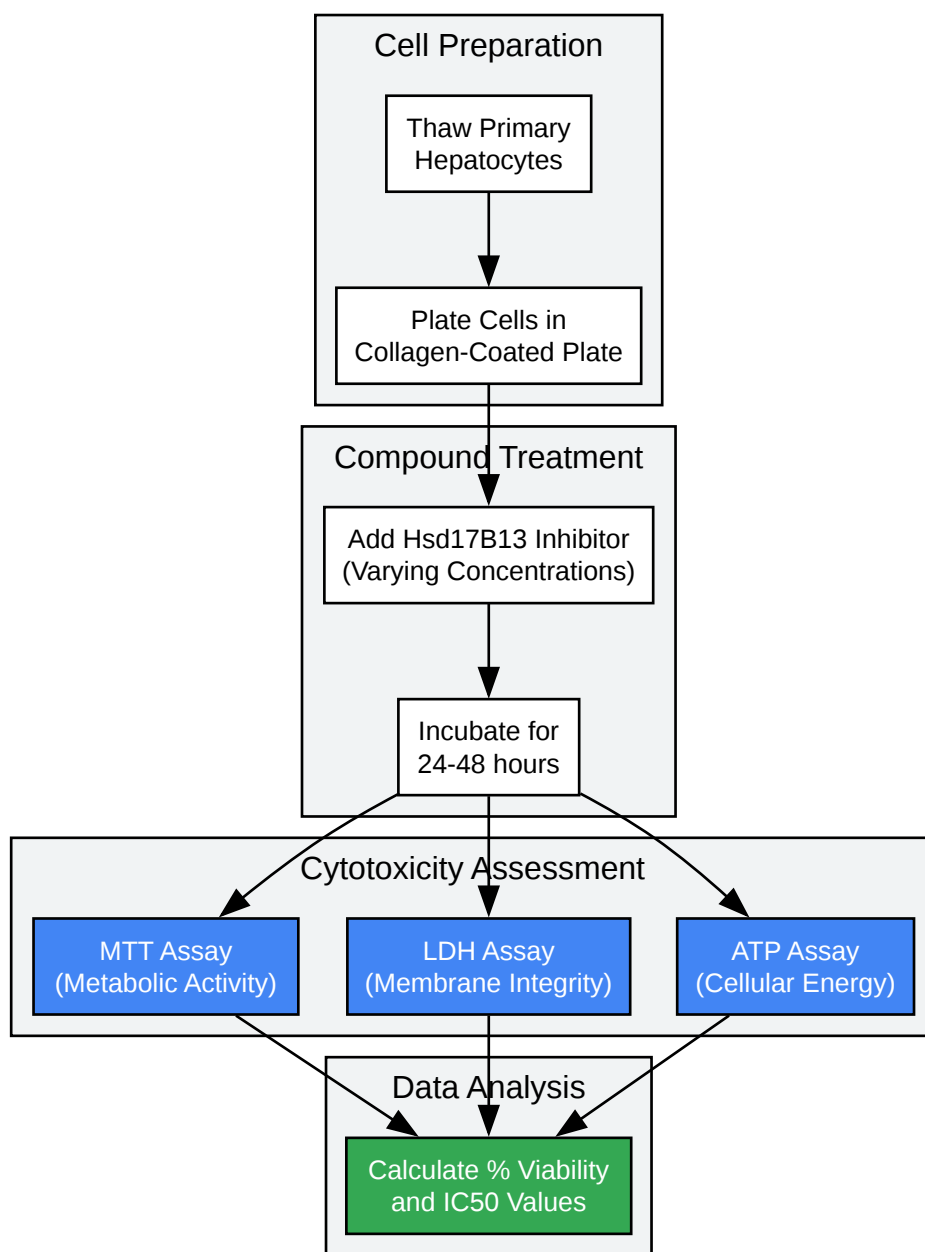 Cell Preparation
Thaw Primary
Hepatocytes
Plate Cells in
Collagen-Coated Plate
Compound Treatment
Add Hsd17B13 Inhibitor
(Varying Concentrations)
Incubate for
24-48 hours
Cytotoxicity Assessment
MTT Assay
(Metabolic Activity)
LDH Assay
(Membrane Integrity)
ATP Assay
(Cellular Energy)
Data Analysis
Calculate % Viability
and IC50 Values